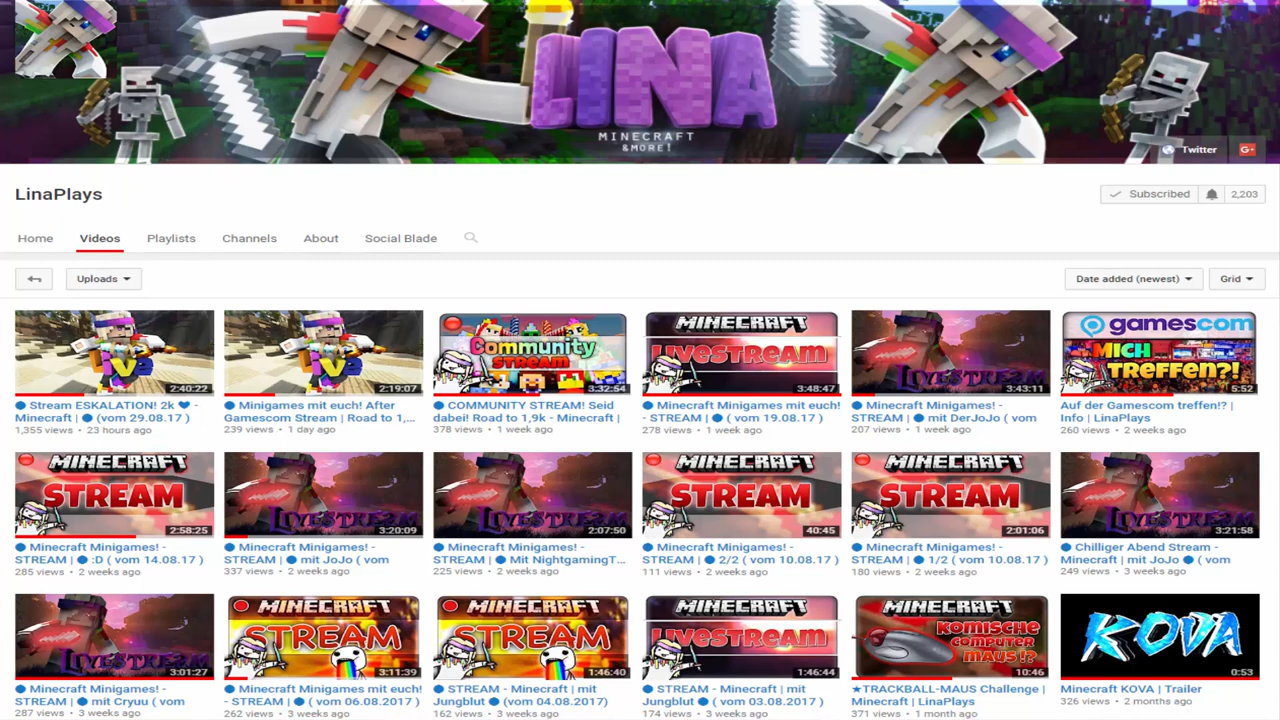 LINA
MINECRAFT
&MORE!
Twitter
G+
LinaPlays
Subscribed 2,203
Home Videos Playlists Channels About Social Blade
Uploads Date added (newest) Grid
2:40:22
2:19:07
Community
STREAM
3:32:54
MINECRAFT
LIVESTREAM
3:48:47
LIVESTREAM
3:43:11
gamescom
MICH
TREFFEN?!
5:52
Stream ESKALATION! 2k ❤ -
Minecraft | ● (vom 29.08.17 )
1,355 views • 23 hours ago
Minigames mit euch! After
Gamescom Stream | Road to 1,...
239 views • 1 day ago
COMMUNITY STREAM! Seid
dabei! Road to 1,9k - Minecraft |
378 views • 1 week ago
Minecraft Minigames mit euch!
- STREAM | ● ( vom 19.08.17 )
278 views • 1 week ago
Minecraft Minigames! -
STREAM | ● mit DerJoJo ( vom
207 views • 1 week ago
Auf der Gamescom treffen!? |
Info | LinaPlays
260 views • 2 weeks ago
MINECRAFT
STREAM
2:58:25
LIVESTREAM
3:20:09
LIVESTREAM
2:07:50
MINECRAFT
STREAM
40:45
MINECRAFT
STREAM
2:01:06
LIVESTREAM
3:21:58
Minecraft Minigames! -
STREAM | ● :D ( vom 14.08.17 )
285 views • 2 weeks ago
Minecraft Minigames! -
STREAM | ● mit JoJo ( vom
337 views • 2 weeks ago
Minecraft Minigames! -
STREAM | ● Mit NightgamingT...
225 views • 2 weeks ago
Minecraft Minigames! -
STREAM | ● 2/2 ( vom 10.08.17 )
111 views • 2 weeks ago
Minecraft Minigames! -
STREAM | ● 1/2 ( vom 10.08.17 )
180 views • 2 weeks ago
Chilliger Abend Stream -
Minecraft | mit JoJo ● ( vom
249 views • 3 weeks ago
LIVESTREAM
3:01:27
MINECRAFT
STREAM
3:11:39
MINECRAFT
STREAM
1:46:40
MINECRAFT
LIVESTREAM
1:46:44
MINECRAFT
KOMISCHE
COMPUTER
MAUS !?
10:46
KOVA
0:53
Minecraft Minigames! -
STREAM | ● mit Cryuu ( vom
287 views • 3 weeks ago
Minecraft Minigames mit euch!
- STREAM | ● ( vom 06.08.2017 )
262 views • 3 weeks ago
STREAM - Minecraft | mit
Jungblut ● ( vom 04.08.2017)
162 views • 3 weeks ago
STREAM - Minecraft | mit
Jungblut ● ( vom 03.08.2017 )
174 views • 3 weeks ago
★TRACKBALL-MAUS Challenge |
Minecraft | LinaPlays
371 views • 1 month ago
Minecraft KOVA | Trailer
326 views • 2 months ago